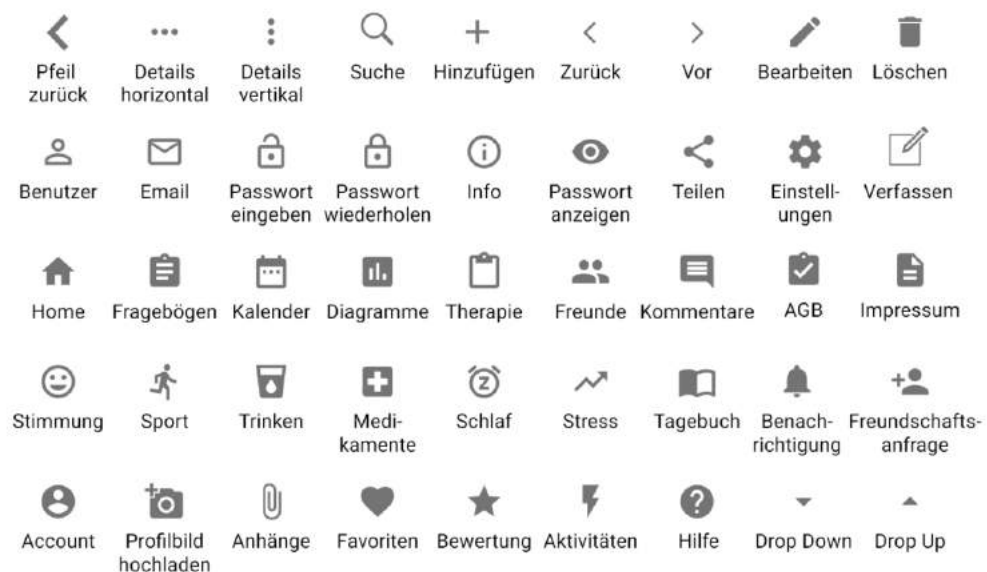 Pfeil zurück
Details horizontal
Details vertikal
Suche
Hinzufügen
Zurück
Vor
Bearbeiten
Löschen
Benutzer
Email
Passwort eingeben
Passwort wiederholen
Info
Passwort anzeigen
Teilen
Einstell-
ungen
Verfassen
Home
Fragebögen
Kalender
Diagramme
Therapie
Freunde
Kommentare
AGB
Impressum
Stimmung
Sport
Trinken
Medi-
kamente
Schlaf
Stress
Tagebuch
Benach-
richtigung
Freundschafts-
anfrage
Account
Profilbild
hochladen
Anhänge
Favoriten
Bewertung
Aktivitäten
Hilfe
Drop Down
Drop Up